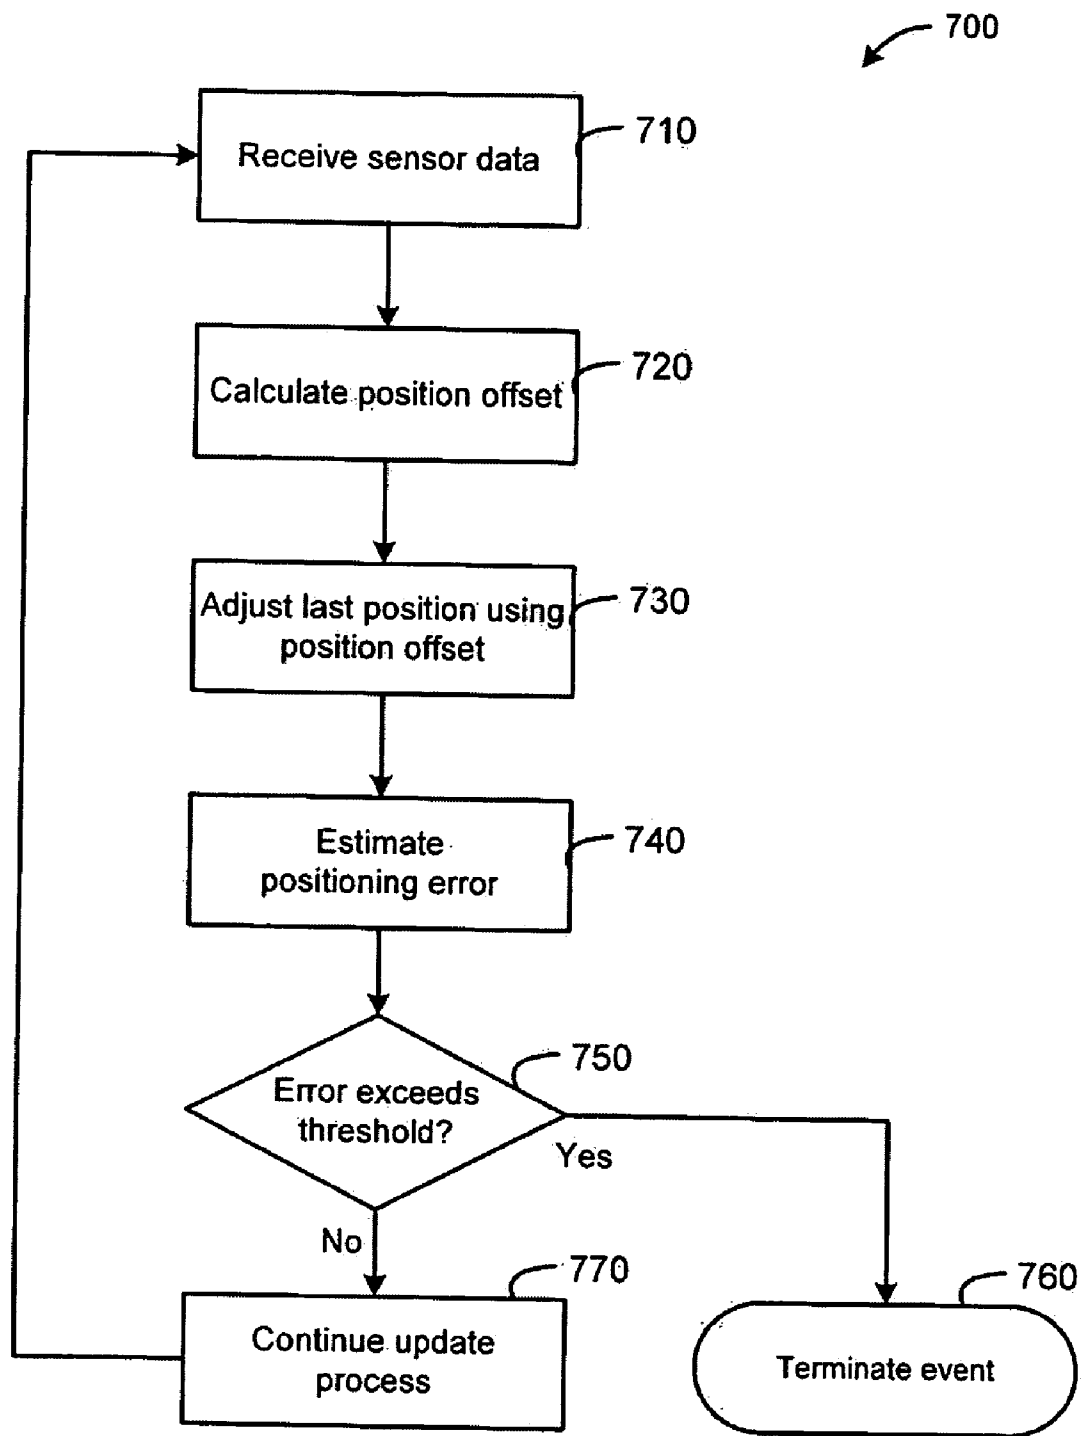 700
Receive sensor data
710
Calculate position offset
720
Adjust last position using
position offset
730
Estimate
positioning error
740
Error exceeds
threshold?
750
Yes
No
Continue update
process
770
Terminate event
760